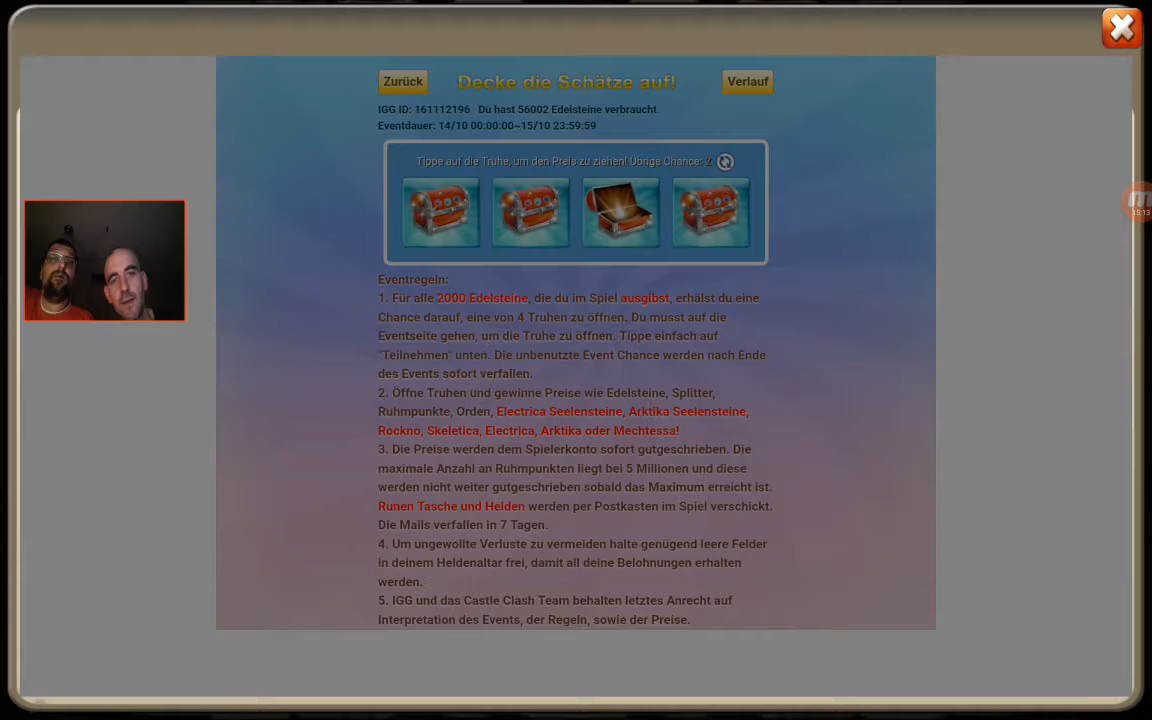 Zurück
Decke die Schätze auf!
Verlauf
IGG ID: 161112196 Du hast 56002 Edelsteine verbraucht.
Eventdauer: 14/10 00:00:00~15/10 23:59:59
Tippe auf die Truhe, um den Preis zu ziehen! Übrige Chance: 2
15:13
Eventregeln:
1. Für alle 2000 Edelsteine, die du im Spiel ausgibst, erhälst du eine
Chance darauf, eine von 4 Truhen zu öffnen. Du musst auf die
Eventseite gehen, um die Truhe zu öffnen. Tippe einfach auf
"Teilnehmen" unten. Die unbenutzte Event Chance werden nach Ende
des Events sofort verfallen.
2. Öffne Truhen und gewinne Preise wie Edelsteine, Splitter,
Ruhmpunkte, Orden, Electrica Seelensteine, Arktika Seelensteine,
Rockno, Skeletica, Electrica, Arktika oder Mechtessa!
3. Die Preise werden dem Spielerkonto sofort gutgeschrieben. Die
maximale Anzahl an Ruhmpunkten liegt bei 5 Millionen und diese
werden nicht weiter gutgeschrieben sobald das Maximum erreicht ist.
Runen Tasche und Helden werden per Postkasten im Spiel verschickt.
Die Mails verfallen in 7 Tagen.
4. Um ungewollte Verluste zu vermeiden halte genügend leere Felder
in deinem Heldenaltar frei, damit all deine Belohnungen erhalten
werden.
5. IGG und das Castle Clash Team behalten letztes Anrecht auf
Interpretation des Events, der Regeln, sowie der Preise.